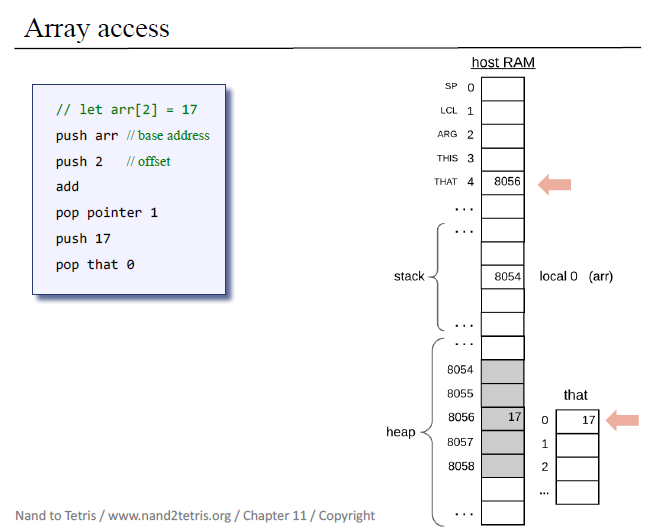 Array access
// let arr[2] = 17
push arr // base address
push 2 // offset
add
pop pointer 1
push 17
pop that 0
host RAM
SP 0
LCL 1
ARG 2
THIS 3
THAT 4 8056
...
...
stack 8054 local 0 (arr)
...
...
8054
8055
that
8056 17 0 17
heap
8057 1
8058 2
...
...
Nand to Tetris / www.nand2tetris.org / Chapter 11 / Copyright